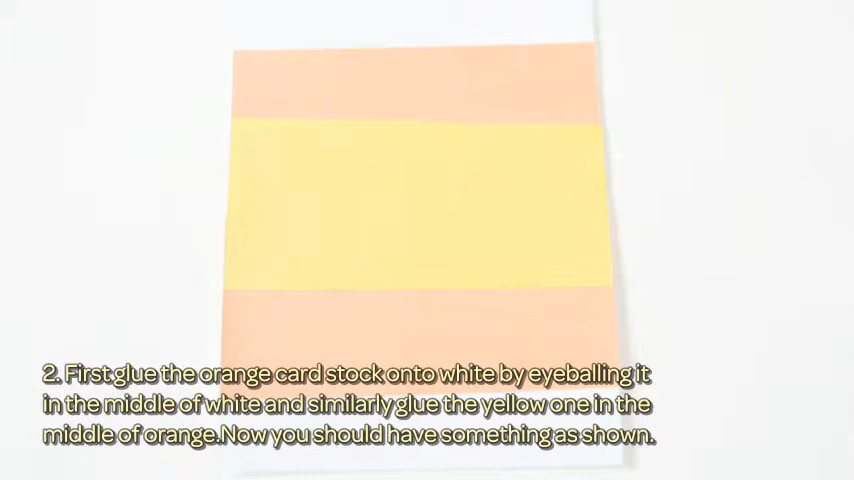 2. First glue the orange card stock onto white by eyeballing it
in the middle of white and similarly glue the yellow one in the
middle of orange.Now you should have something as shown.